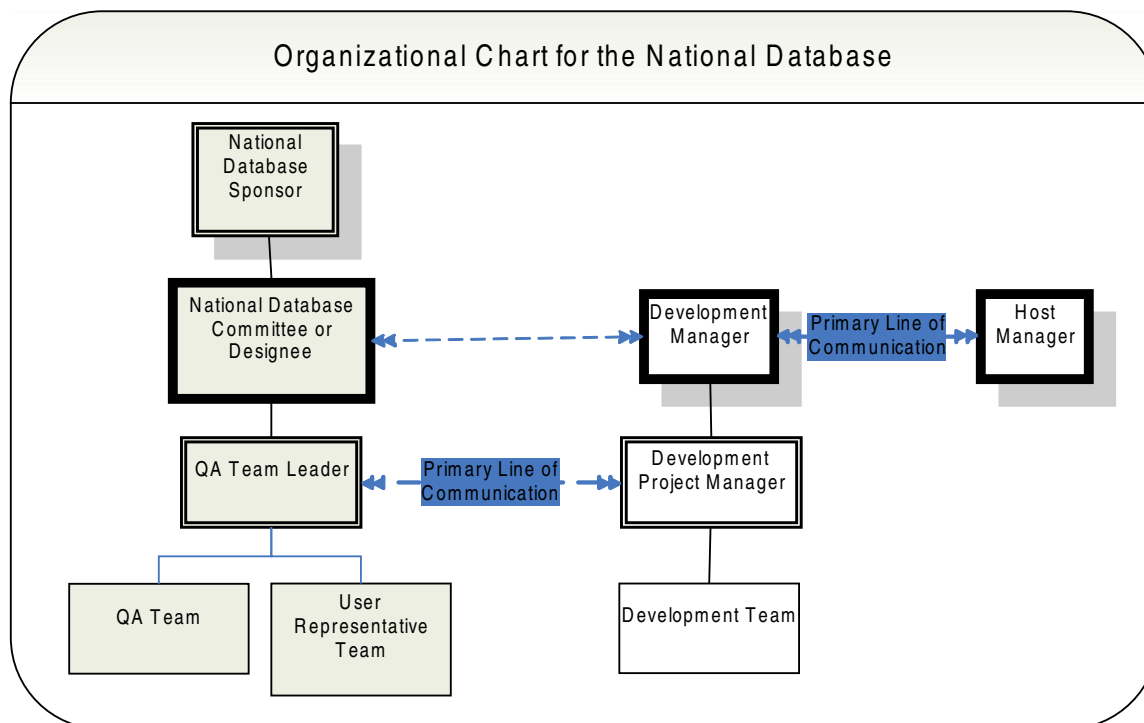 Organizational Chart for the National Database
National
Database
Sponsor
National Database
Committee or
Designee
Development
Manager
Primary Line of
Communication
Host
Manager
QA Team Leader
Primary Line of
Communication
Development
Project Manager
QA Team
User
Representative
Team
Development Team